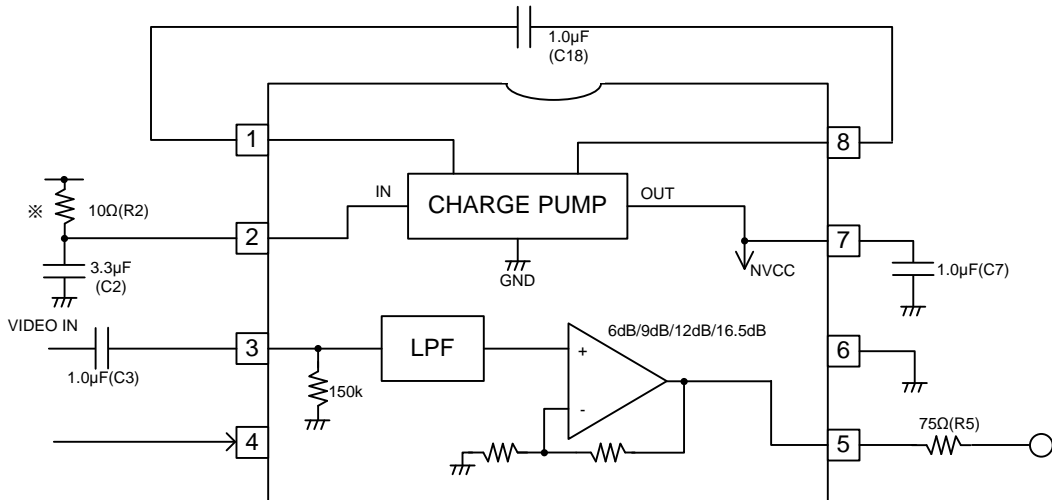 1.0µF
(C18)
1
8
※
10Ω(R2)
IN
CHARGE PUMP
OUT
2
7
3.3µF
(C2)
GND
NVCC
1.0µF(C7)
VIDEO IN
6dB/9dB/12dB/16.5dB
3
LPF
+
6
1.0µF(C3)
150k
-
4
75Ω(R5)
5